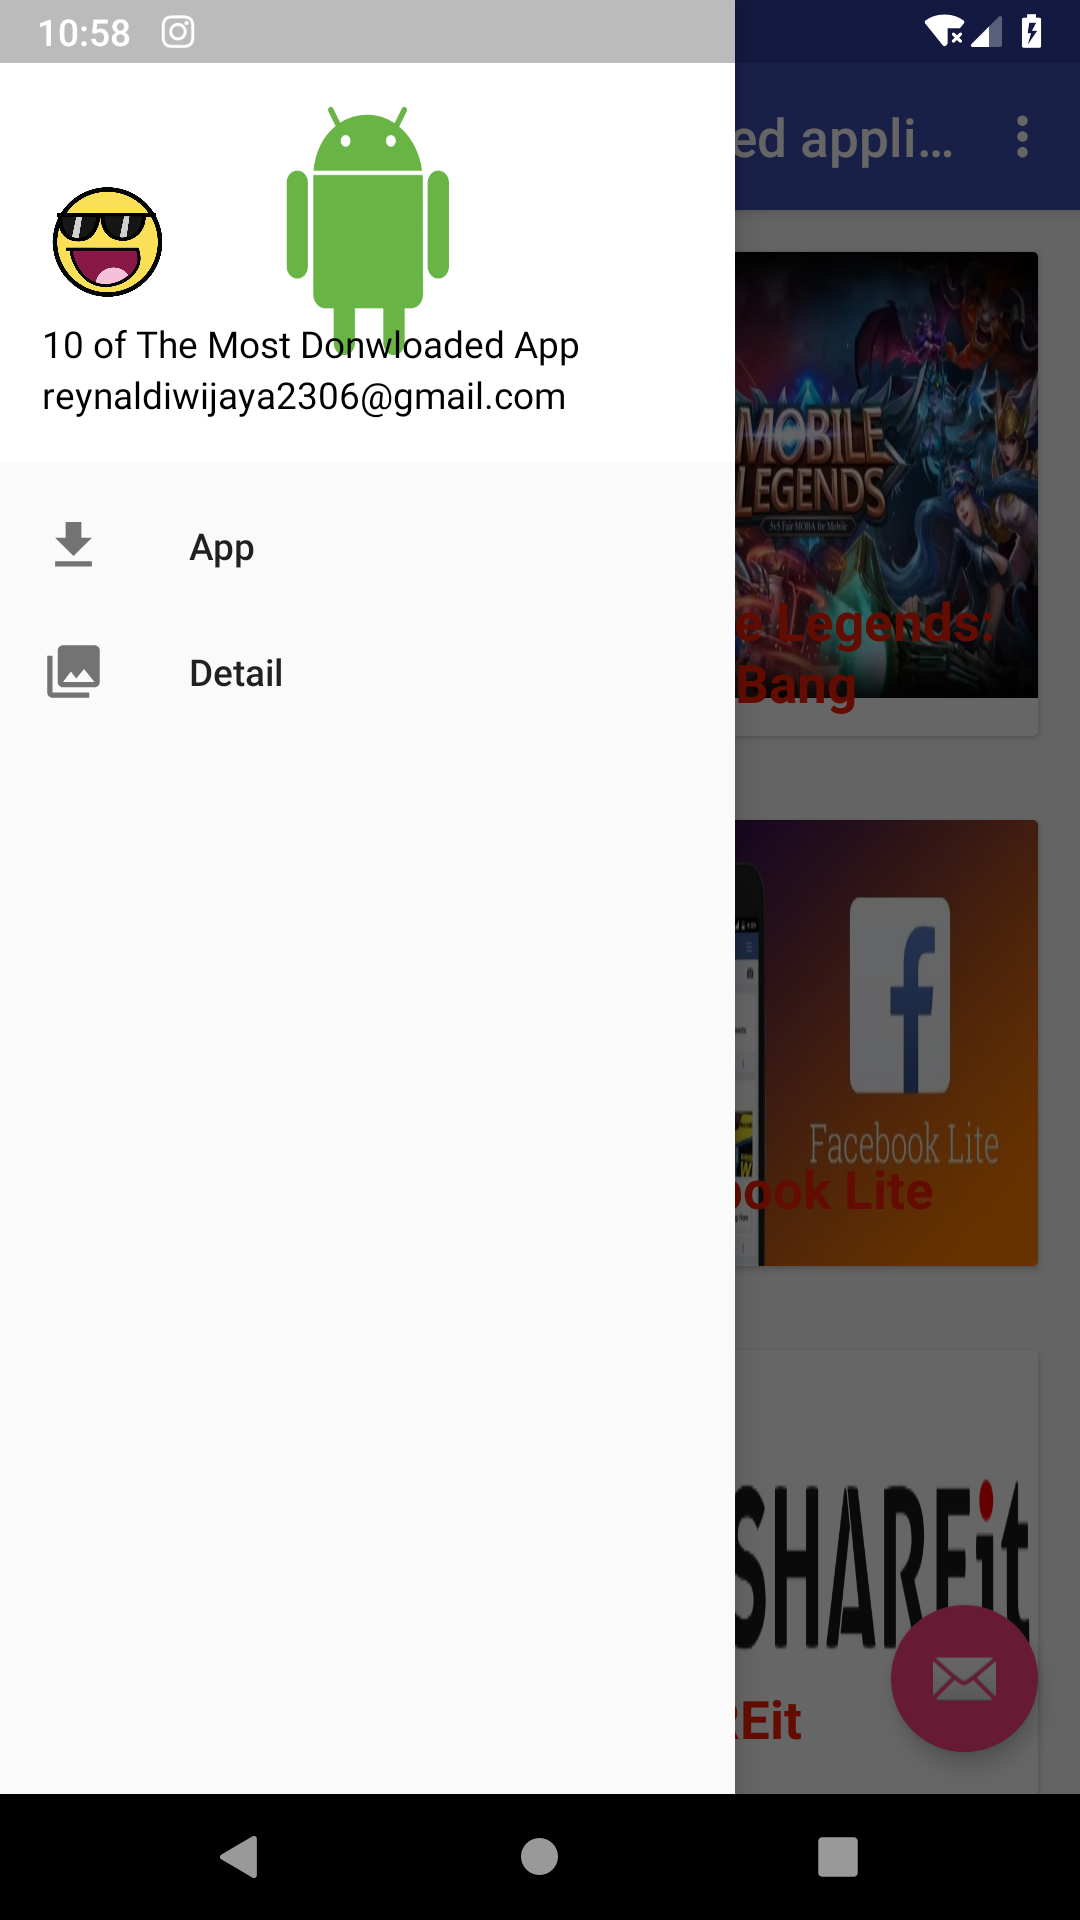 10:58
ed appli...
10 of The Most Donwloaded App
reynaldiwijaya2306@gmail.com
App
Detail
MOBILE
LEGENDS
5v5 Fair MOBA for Mobile
e Legends:
Bang
Facebook Lite
ook Lite
SHAREit
REit